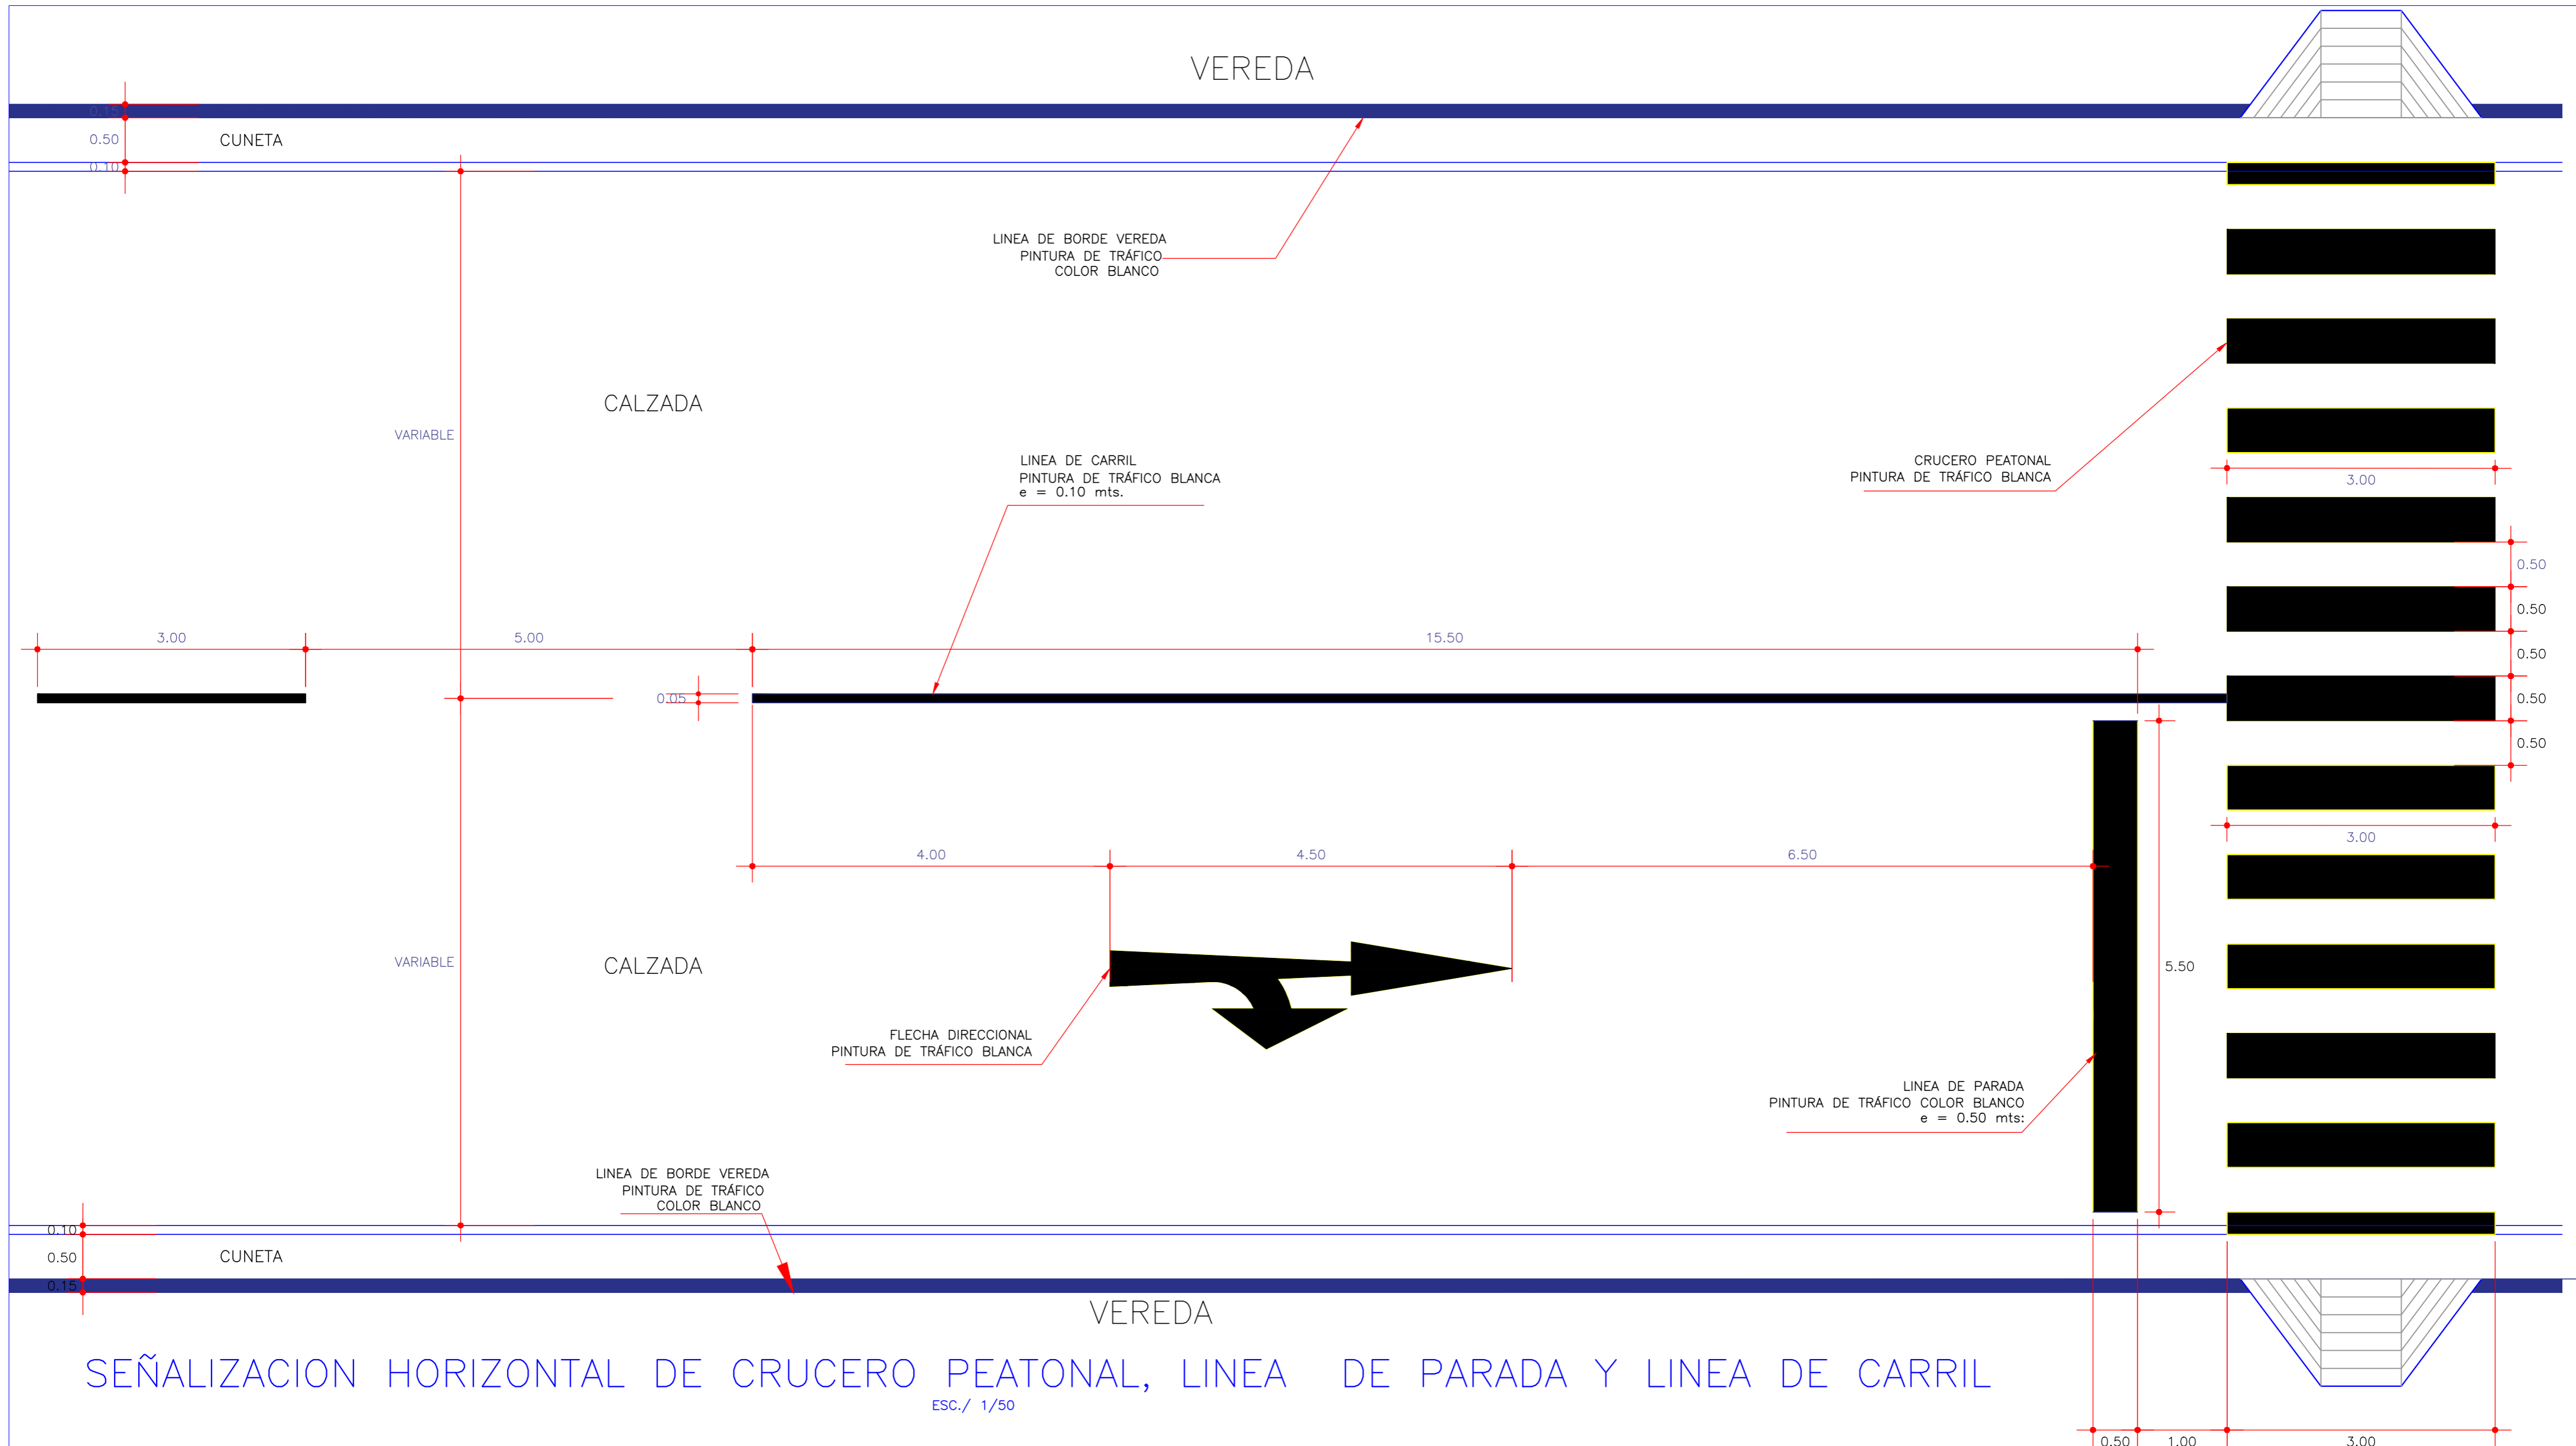 VEREDA
0.15
0.50
CUNETA
0.10
LINEA DE BORDE VEREDA
PINTURA DE TRÁFICO
COLOR BLANCO
CALZADA
VARIABLE
LINEA DE CARRIL
PINTURA DE TRÁFICO BLANCA
e = 0.10 mts.
CRUCERO PEATONAL
PINTURA DE TRÁFICO BLANCA
3.00
0.50
0.50
0.50
0.50
0.50
3.00
5.00
15.50
0.05
3.00
4.00
4.50
6.50
VARIABLE
CALZADA
5.50
FLECHA DIRECCIONAL
PINTURA DE TRÁFICO BLANCA
LINEA DE PARADA
PINTURA DE TRÁFICO COLOR BLANCO
e = 0.50 mts:
LINEA DE BORDE VEREDA
PINTURA DE TRÁFICO
COLOR BLANCO
0.10
0.50
CUNETA
0.15
VEREDA
SEÑALIZACION HORIZONTAL DE CRUCERO PEATONAL, LINEA DE PARADA Y LINEA DE CARRIL
ESC./ 1/50
0.50
1.00
3.00